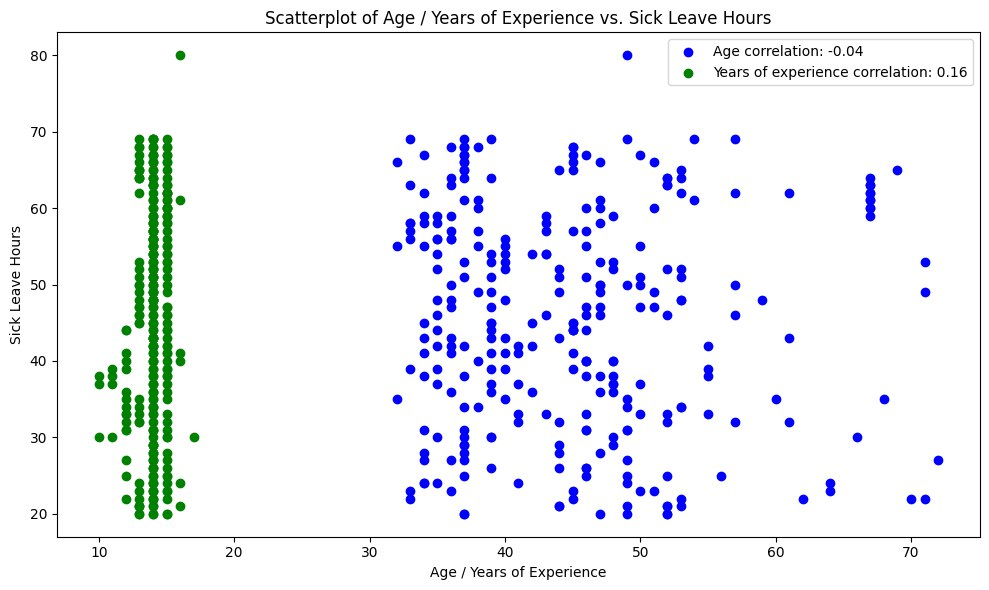 Scatterplot of Age / Years of Experience vs. Sick Leave Hours
Age correlation: -0.04
Years of experience correlation: 0.16
Sick Leave Hours
80
70
60
50
40
30
20
10 20 30 40 50 60 70
Age / Years of Experience